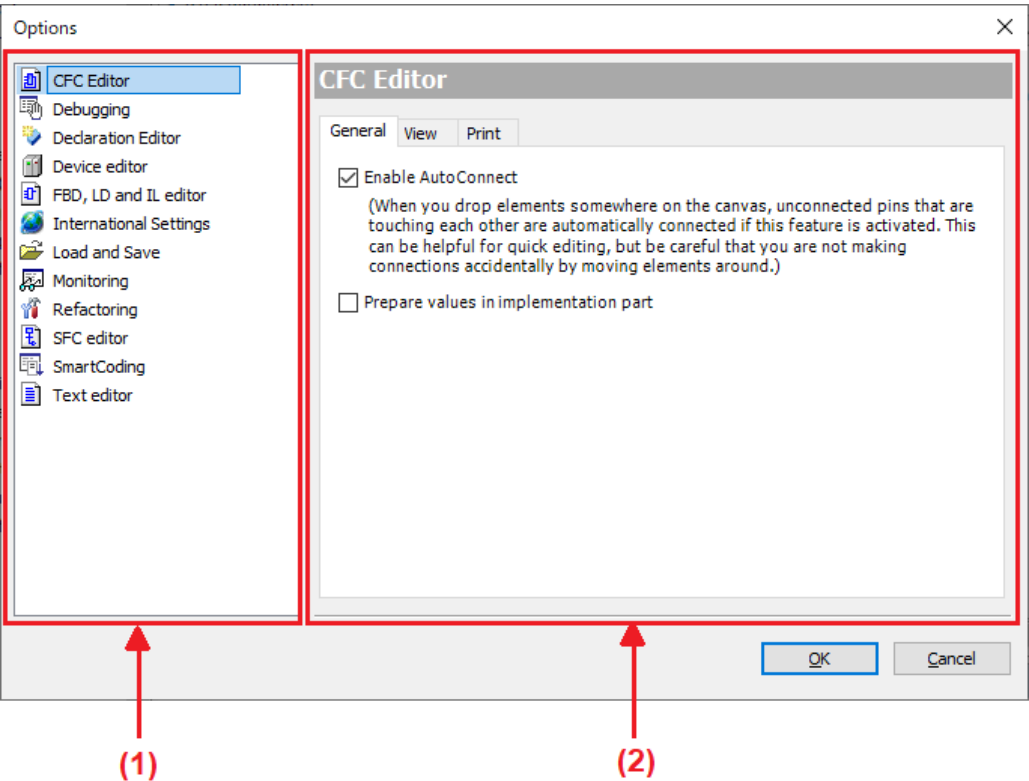 Options
CFC Editor
Debugging
Declaration Editor
Device editor
FBD, LD and IL editor
International Settings
Load and Save
Monitoring
Refactoring
SFC editor
SmartCoding
Text editor
CFC Editor
General View Print
Enable AutoConnect
(When you drop elements somewhere on the canvas, unconnected pins that are
touching each other are automatically connected if this feature is activated. This
can be helpful for quick editing, but be careful that you are not making
connections accidentally by moving elements around.)
Prepare values in implementation part
OK Cancel
(1) (2)